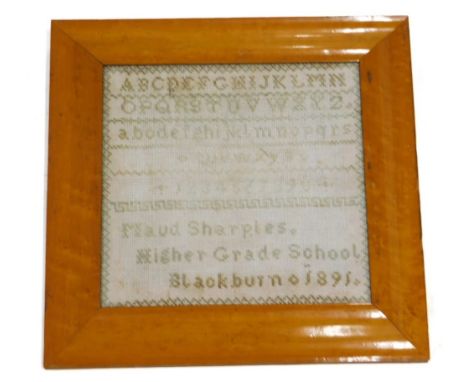 ABCDEFGHIJKLMN
OPQRSTUVWXYZ.
abcdefghijklmnopqrs
Maud Sharples.
Higher Grade School
Blackburn 1891.